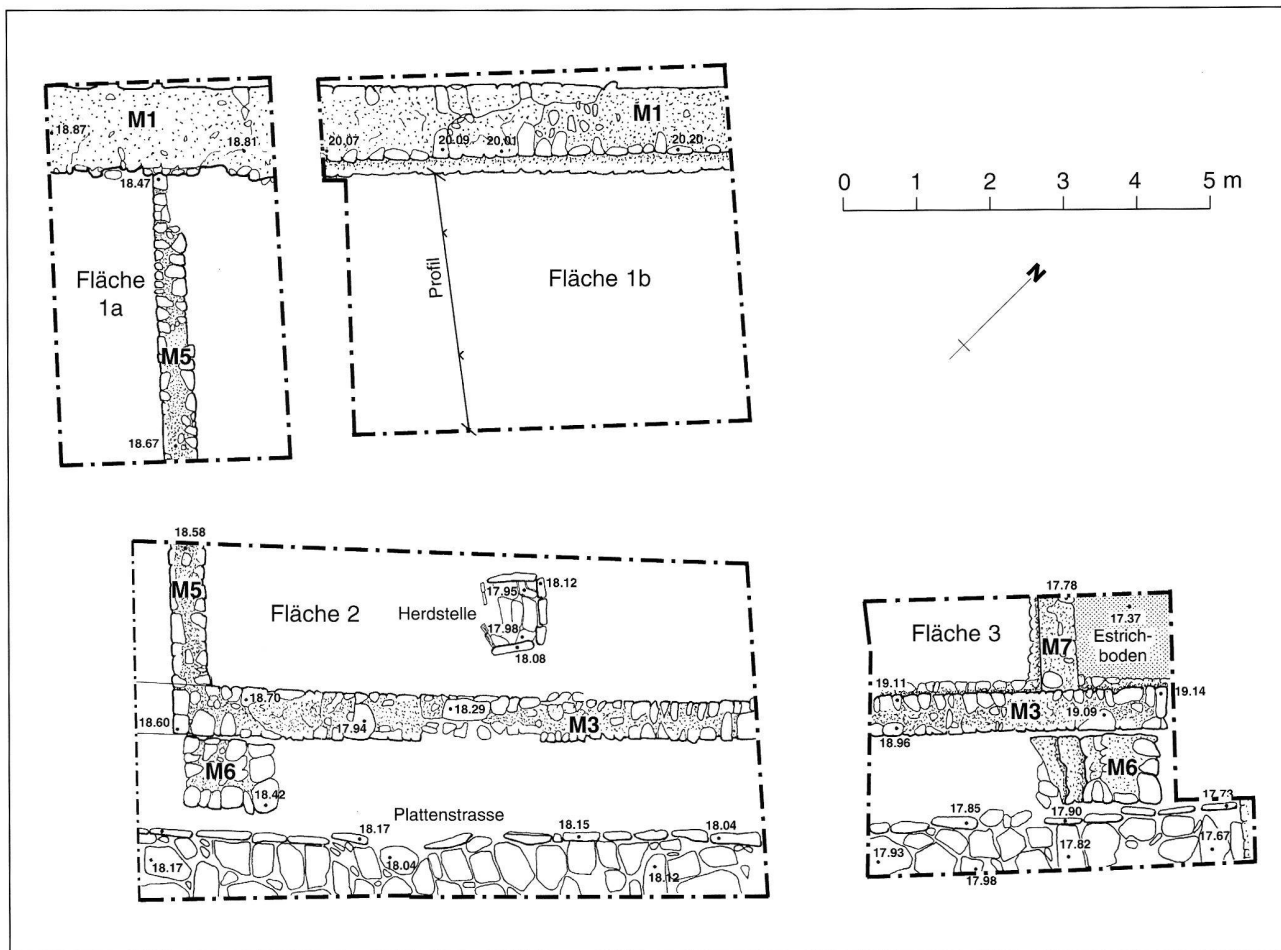 M1
18.87
18.81
18.47
Fläche
1a
M5
18.67
M1
20.07
20.09
20.01
20.20
Profil
Fläche 1b
0 1 2 3 4 5 m
N
18.58
M5
Fläche 2
Herdstelle
17.95
18.12
17.98
18.08
18.70
18.60
17.94
18.29
M3
M6
18.42
Plattenstrasse
18.17
18.15
18.04
18.17
18.04
18.12
17.78
Fläche 3
M7
17.37
Estrich-
boden
19.11
19.14
M3
19.09
18.96
M6
17.73
17.85
17.90
17.93
17.82
17.67
17.98